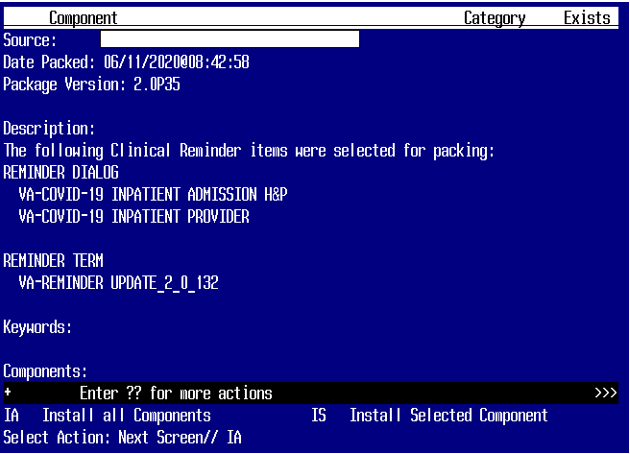 Component Category Exists
Source:
Date Packed: 06/11/2020@08:42:58
Package Version: 2.0P35
Description:
The following Clinical Reminder items were selected for packing:
REMINDER DIALOG
VA-COVID-19 INPATIENT ADMISSION H&P
VA-COVID-19 INPATIENT PROVIDER
REMINDER TERM
VA-REMINDER UPDATE_2_0_132
Keywords:
Components:
+ Enter ?? for more actions >>>
IA Install all Components IS Install Selected Component
Select Action: Next Screen// IA